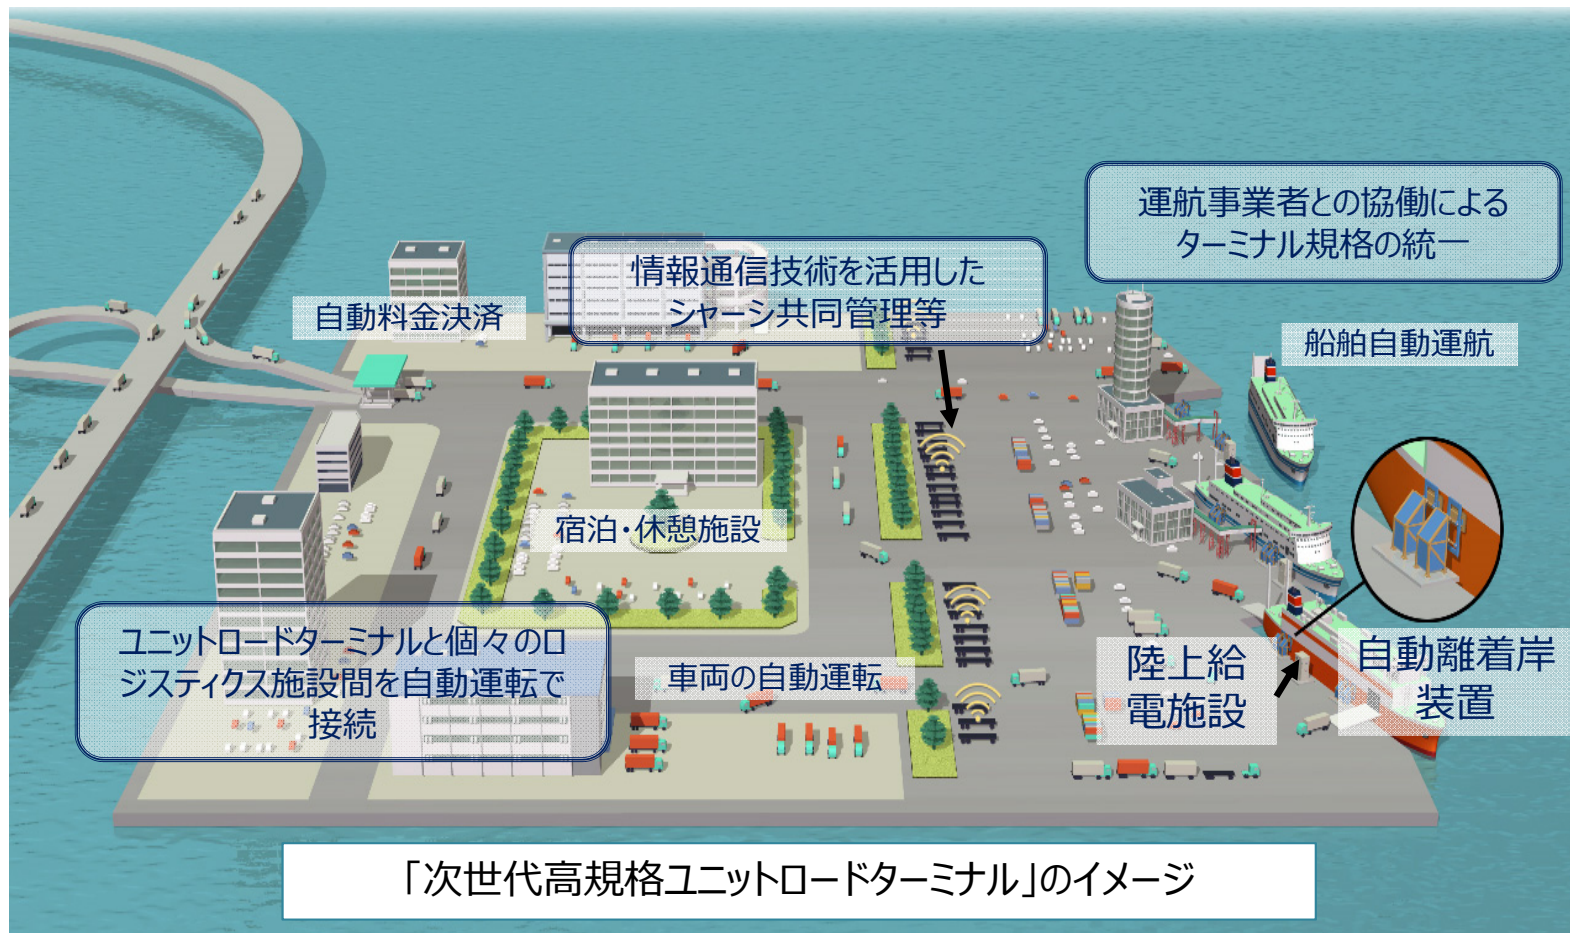 運航事業者との協働による
ターミナル規格の統一
情報通信技術を活用した
シャーシ共同管理等
自動料金決済
船舶自動運航
宿泊・休憩施設
ユニットロードターミナルと個々のロ
ジスティクス施設間を自動運転で
接続
車両の自動運転
陸上給
電施設
自動離着岸
装置
「次世代高規格ユニットロードターミナル」のイメージ